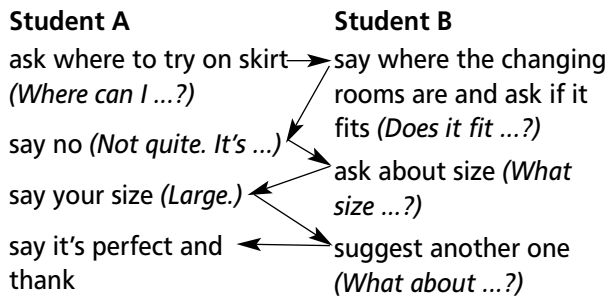 Student A
ask where to try on skirt
(Where can I ...?)
say no (Not quite. It's ...)
say your size (Large.)
say it's perfect and
thank
Student B
say where the changing
rooms are and ask if it
fits (Does it fit ...?)
ask about size (What
size ...?)
suggest another one
(What about ...?)